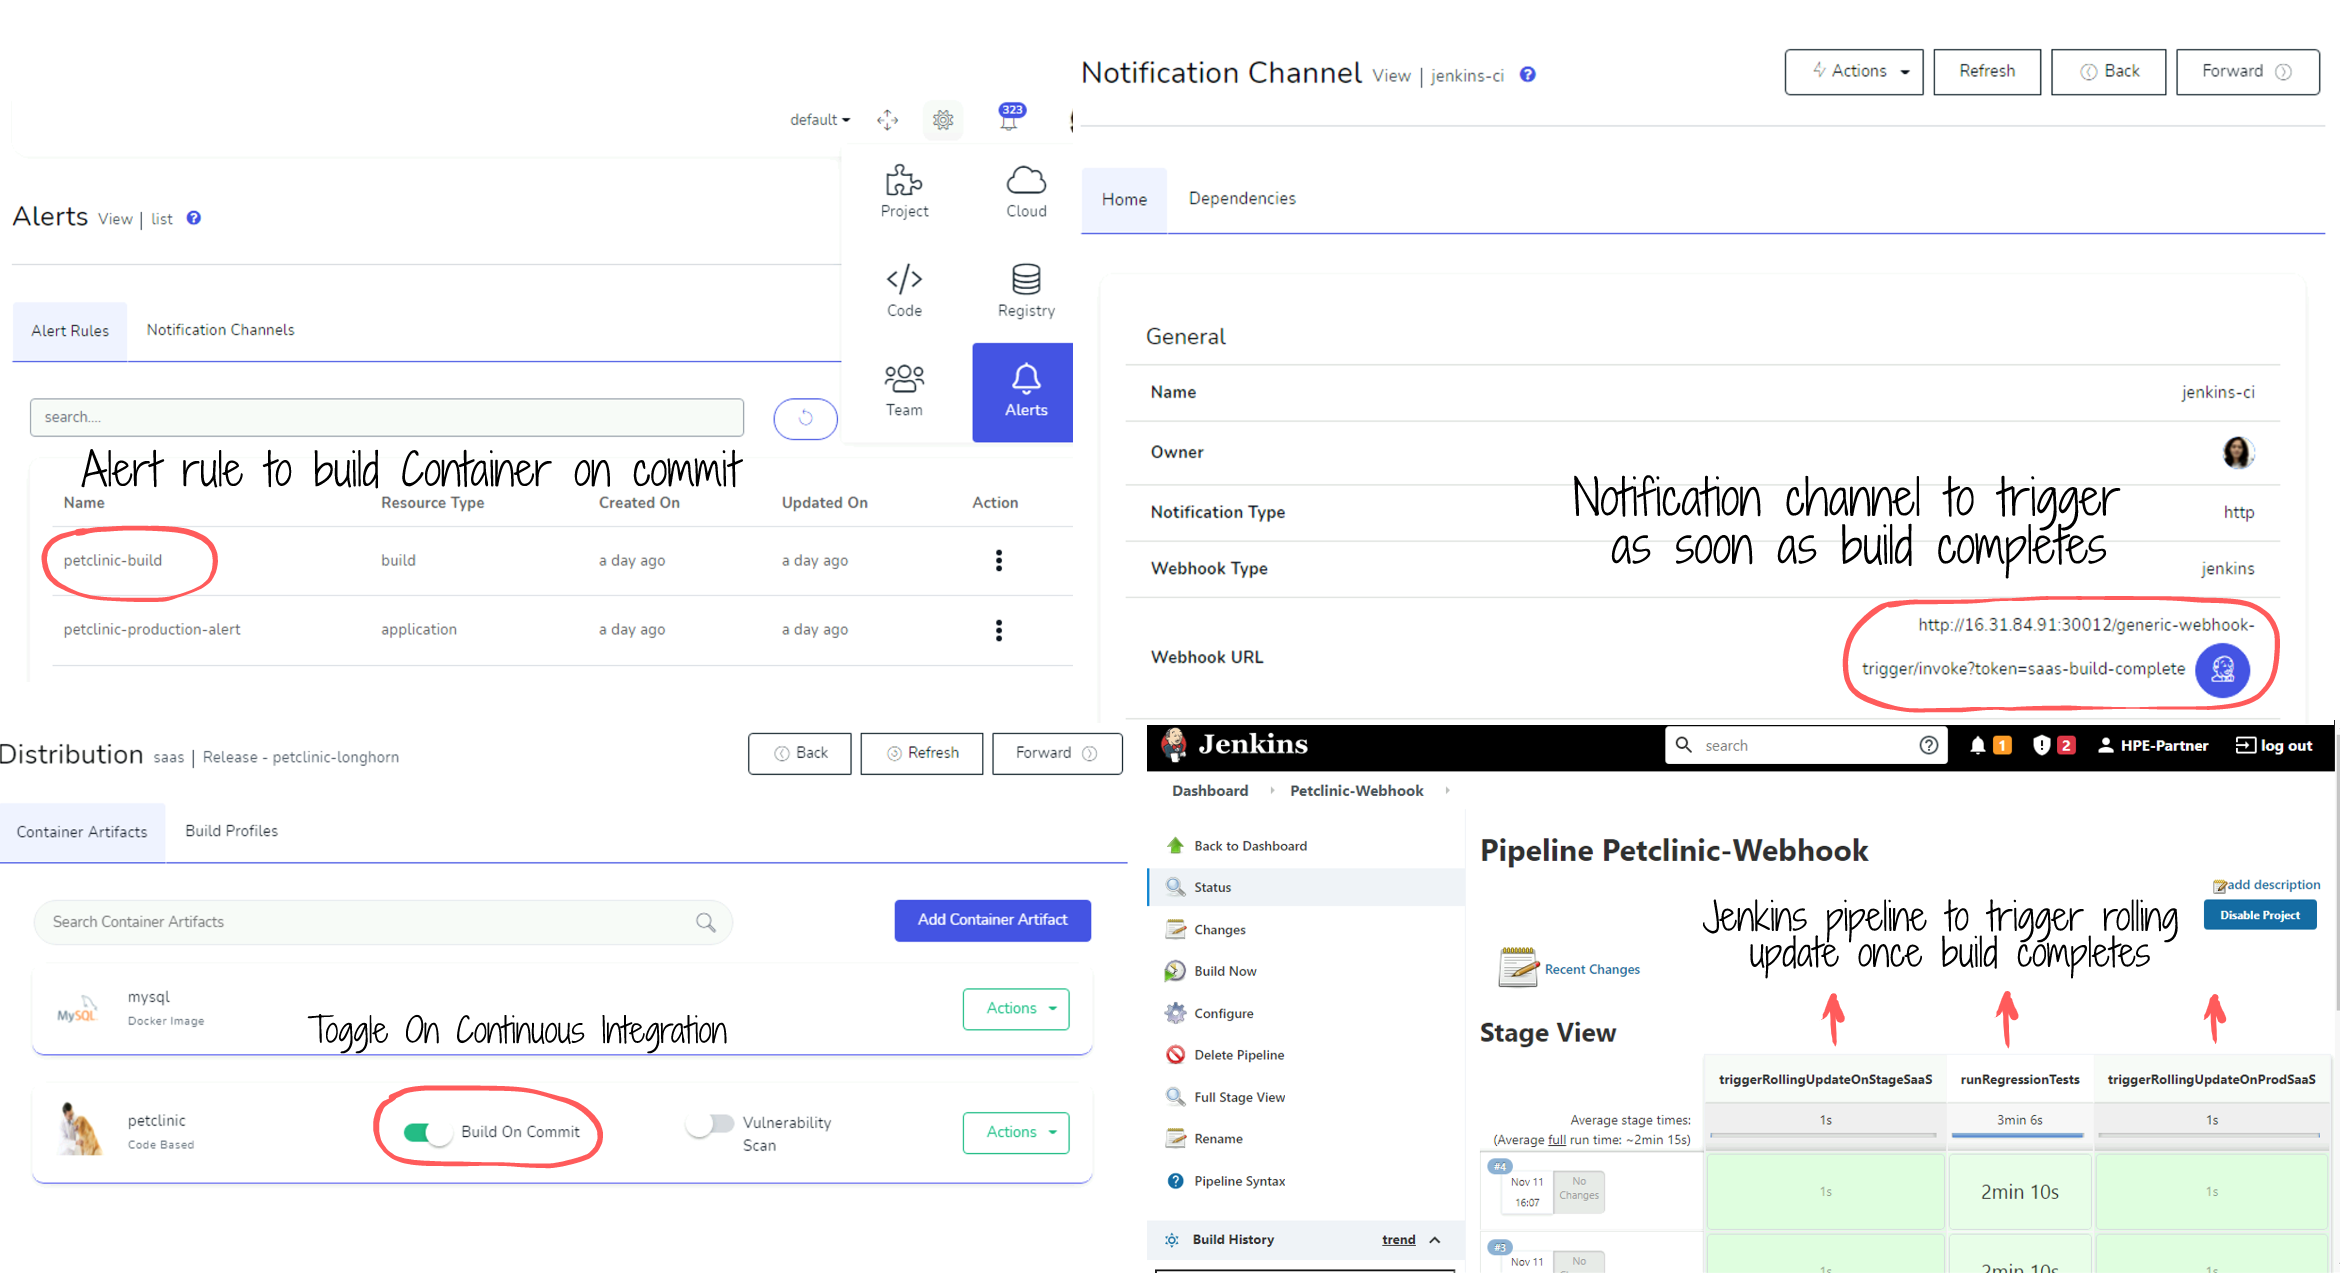 default
323
Project
Cloud
Alerts View | list
Code
Registry
Alert Rules
Notification Channels
Team
Alerts
search....
Alert rule to build Container on commit
Name Resource Type Created On Updated On Action
petclinic-build build a day ago a day ago
petclinic-production-alert application a day ago a day ago
Notification Channel View | jenkins-ci
Actions
Refresh
Back
Forward
Home
Dependencies
General
Name jenkins-ci
Owner
Notification channel to trigger
as soon as build completes
Notification Type http
Webhook Type jenkins
http://16.31.84.91:30012/generic-webhook-
Webhook URL
trigger/invoke?token=saas-build-complete
Distribution saas | Release - petclinic-longhorn
Back
Refresh
Forward
Container Artifacts
Build Profiles
Search Container Artifacts
Add Container Artifact
MySQL
mysql
Docker Image
Actions
Toggle On Continuous Integration
petclinic
Code Based
Build On Commit
Vulnerability
Scan
Actions
Jenkins
search
1
2
HPE-Partner
log out
Dashboard
Petclinic-Webhook
Back to Dashboard
Status
Changes
Build Now
Configure
Delete Pipeline
Full Stage View
Rename
Pipeline Syntax
Build History trend
Pipeline Petclinic-Webhook
add description
Disable Project
Jenkins pipeline to trigger rolling
update once build completes
Recent Changes
Stage View
triggerRollingUpdateOnStageSaaS runRegressionTests triggerRollingUpdateOnProdSaaS
Average stage times: 1s 3min 6s 1s
(Average full run time: ~2min 15s)
#4
Nov 11
16:07
No
Changes
1s 2min 10s 1s
#3
Nov 11
No
1s 2min 10s 1s